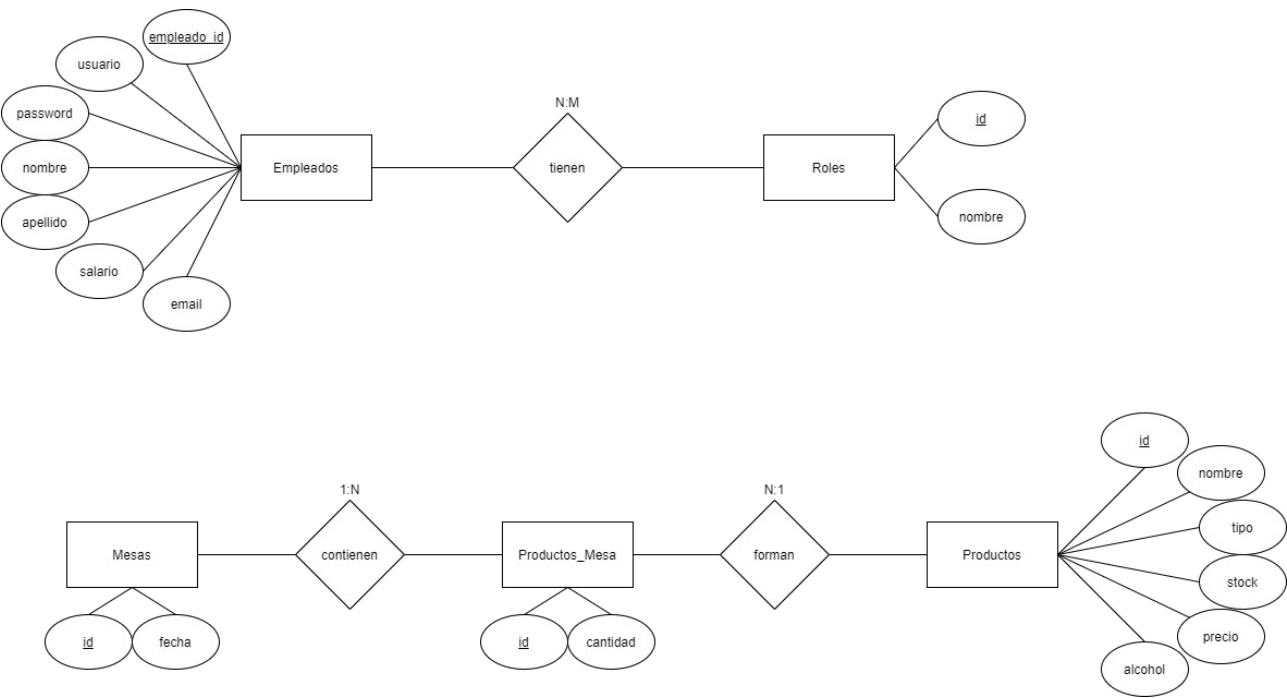 empleado_id
usuario
password
nombre
apellido
salario
email
Empleados
N:M
tienen
Roles
id
nombre
Mesas
id
fecha
1:N
contienen
Productos_Mesa
id
cantidad
N:1
forman
Productos
id
nombre
tipo
stock
precio
alcohol